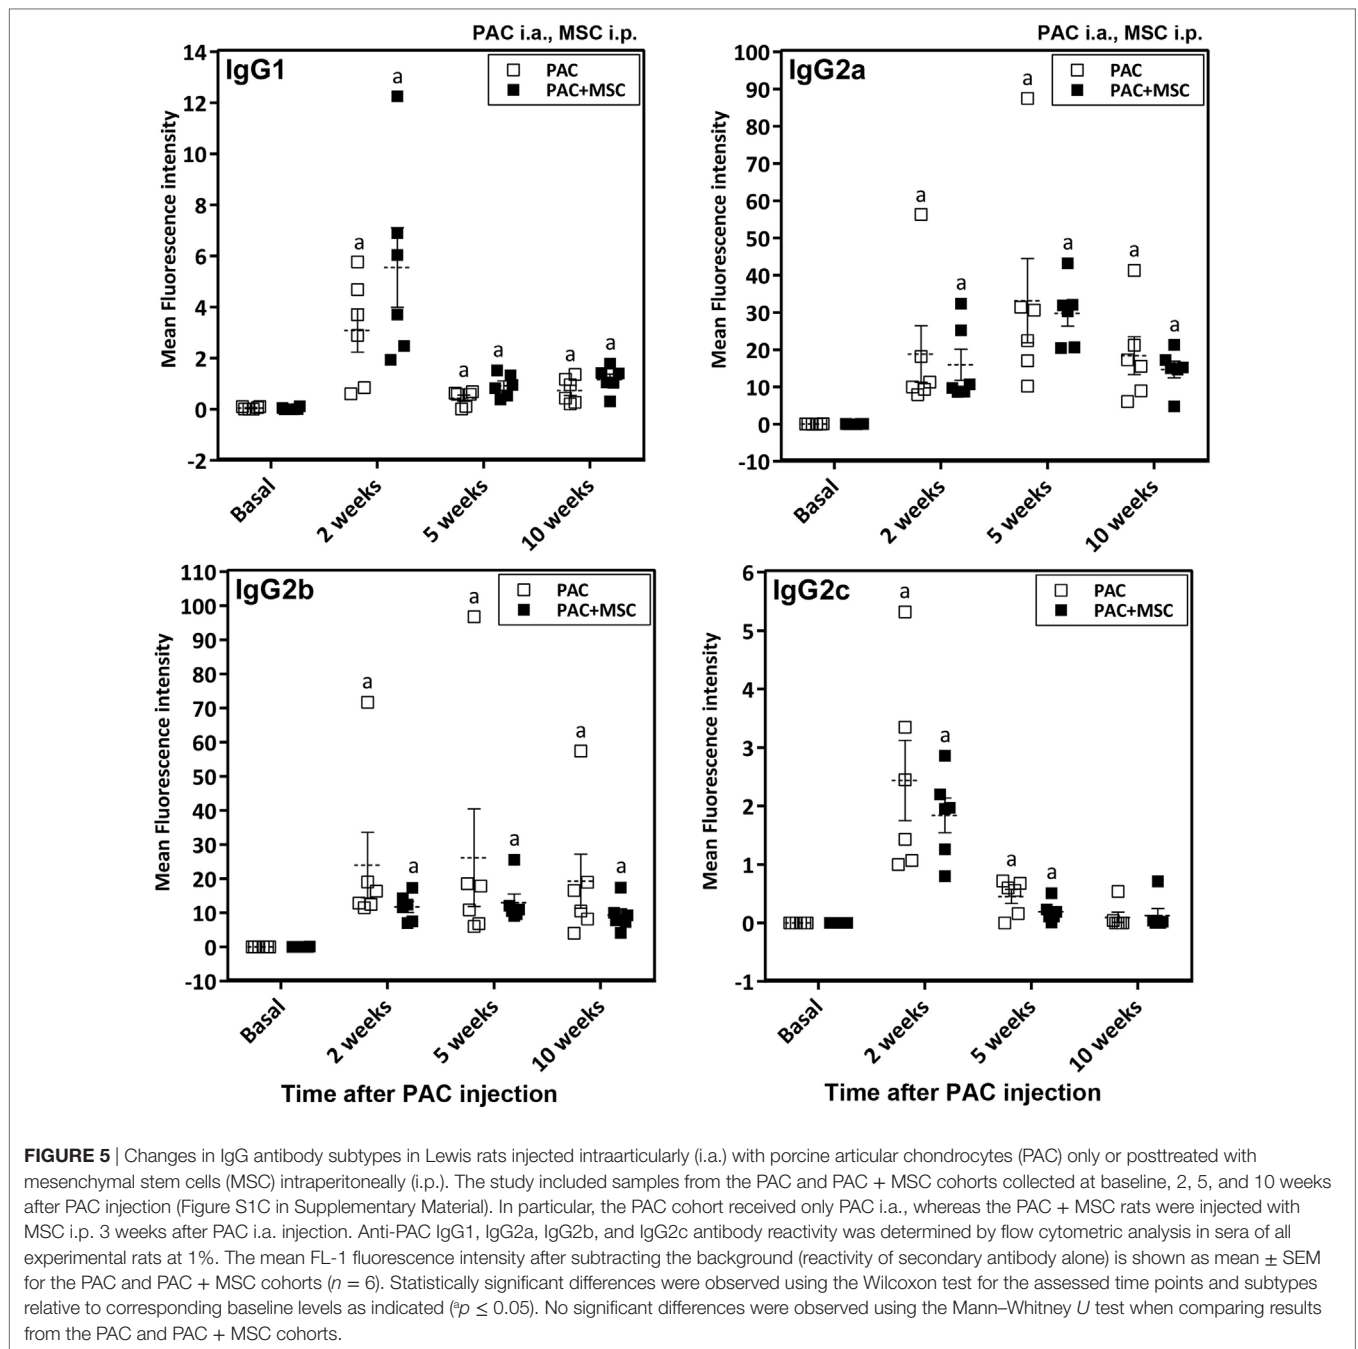 PAC i.a., MSC i.p.
IgG1
PAC
PAC+MSC
a
a
a
a
a
a
14
12
10
8
6
4
2
0
-2
Mean Fluorescence intensity
Basal
2 weeks
5 weeks
10 weeks
PAC i.a., MSC i.p.
IgG2a
PAC
PAC+MSC
a
a
a
a
a
a
100
90
80
70
60
50
40
30
20
10
0
-10
Mean Fluorescence intensity
Basal
2 weeks
5 weeks
10 weeks
IgG2b
PAC
PAC+MSC
a
a
a
a
a
a
110
100
90
80
70
60
50
40
30
20
10
0
-10
Mean Fluorescence intensity
Basal
2 weeks
5 weeks
10 weeks
Time after PAC injection
IgG2c
PAC
PAC+MSC
a
a
a
a
6
5
4
3
2
1
0
-1
Mean Fluorescence intensity
Basal
2 weeks
5 weeks
10 weeks
Time after PAC injection
FIGURE 5 | Changes in IgG antibody subtypes in Lewis rats injected intraarticularly (i.a.) with porcine articular chondrocytes (PAC) only or posttreated with
mesenchymal stem cells (MSC) intraperitoneally (i.p.). The study included samples from the PAC and PAC + MSC cohorts collected at baseline, 2, 5, and 10 weeks
after PAC injection (Figure S1C in Supplementary Material). In particular, the PAC cohort received only PAC i.a., whereas the PAC + MSC rats were injected with
MSC i.p. 3 weeks after PAC i.a. injection. Anti-PAC IgG1, IgG2a, IgG2b, and IgG2c antibody reactivity was determined by flow cytometric analysis in sera of all
experimental rats at 1%. The mean FL-1 fluorescence intensity after subtracting the background (reactivity of secondary antibody alone) is shown as mean ± SEM
for the PAC and PAC + MSC cohorts (n = 6). Statistically significant differences were observed using the Wilcoxon test for the assessed time points and subtypes
relative to corresponding baseline levels as indicated (ᵃp ≤ 0.05). No significant differences were observed using the Mann–Whitney U test when comparing results
from the PAC and PAC + MSC cohorts.